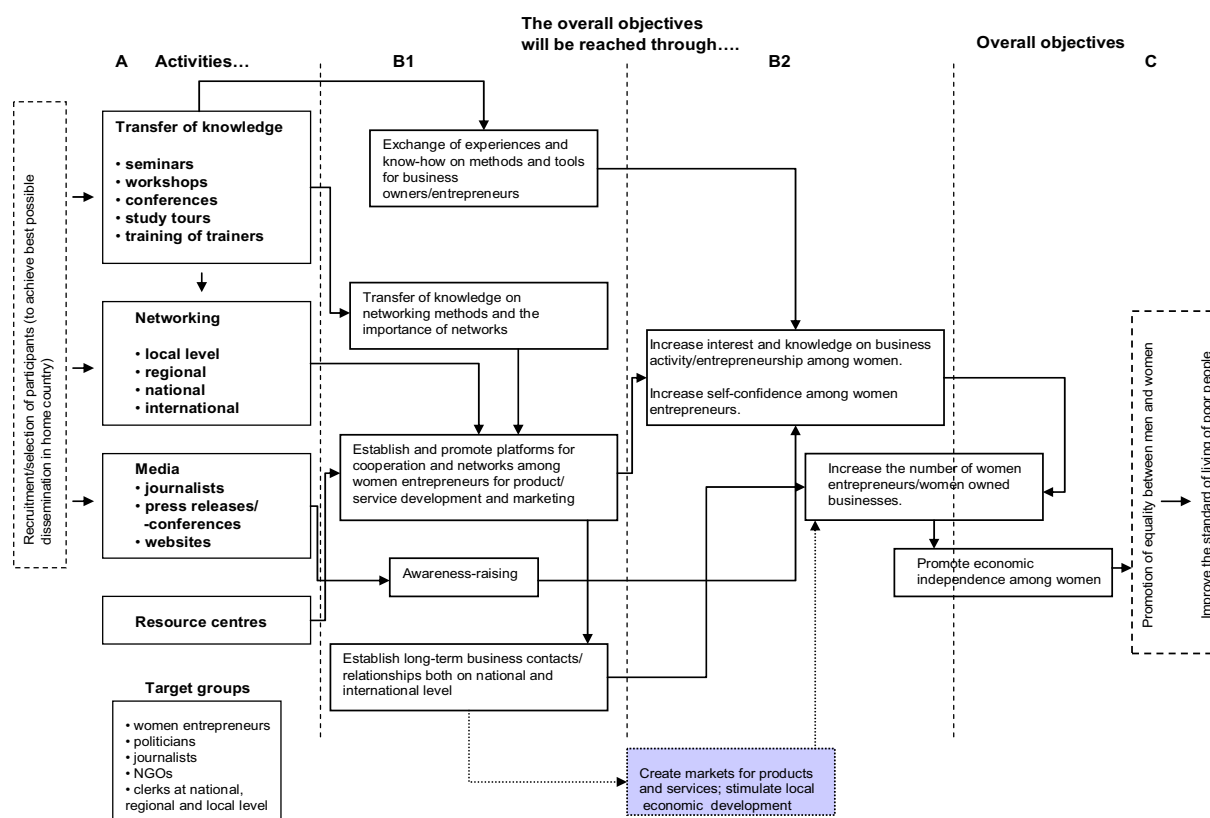 The overall objectives
will be reached through….
Overall objectives
A Activities…
B1
B2
C
Recruitment/selection of participants (to achieve best possible
dissemination in home country)
Transfer of knowledge
• seminars
• workshops
• conferences
• study tours
• training of trainers
Networking
• local level
• regional
• national
• international
Media
• journalists
• press releases/
-conferences
• websites
Resource centres
Target groups
• women entrepreneurs
• politicians
• journalists
• NGOs
• clerks at national,
regional and local level
Exchange of experiences and
know-how on methods and tools
for business
owners/entrepreneurs
Transfer of knowledge on
networking methods and the
importance of networks
Establish and promote platforms for
cooperation and networks among
women entrepreneurs for product/
service development and marketing
Awareness-raising
Establish long-term business contacts/
relationships both on national and
international level
Increase interest and knowledge on business
activity/entrepreneurship among women.
Increase self-confidence among women
entrepreneurs.
Increase the number of women
entrepreneurs/women owned
businesses.
Create markets for products
and services; stimulate local
economic development
Promote economic
independence among women
Promotion of equality between men and women
Improve the standard of living of poor people